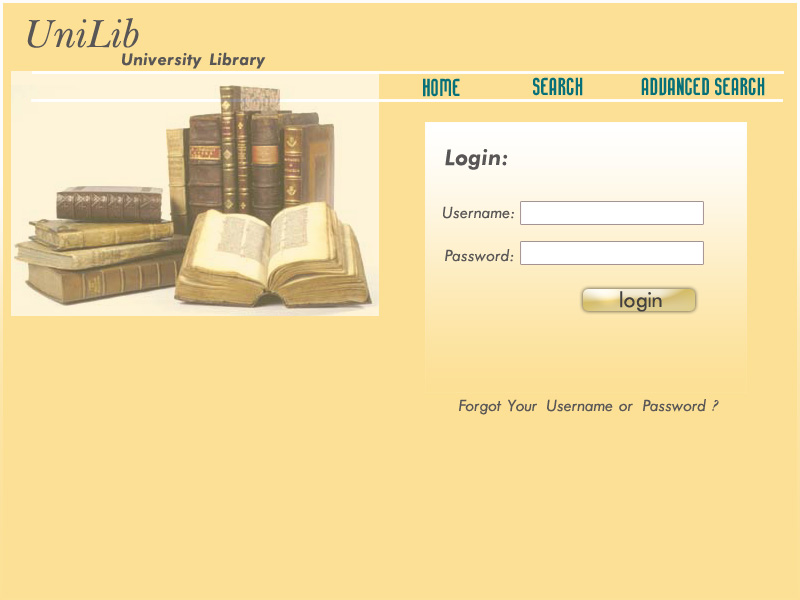 UniLib
University Library
HOME SEARCH ADVANCED SEARCH
Login:
Username:
Password:
login
Forgot Your Username or Password ?